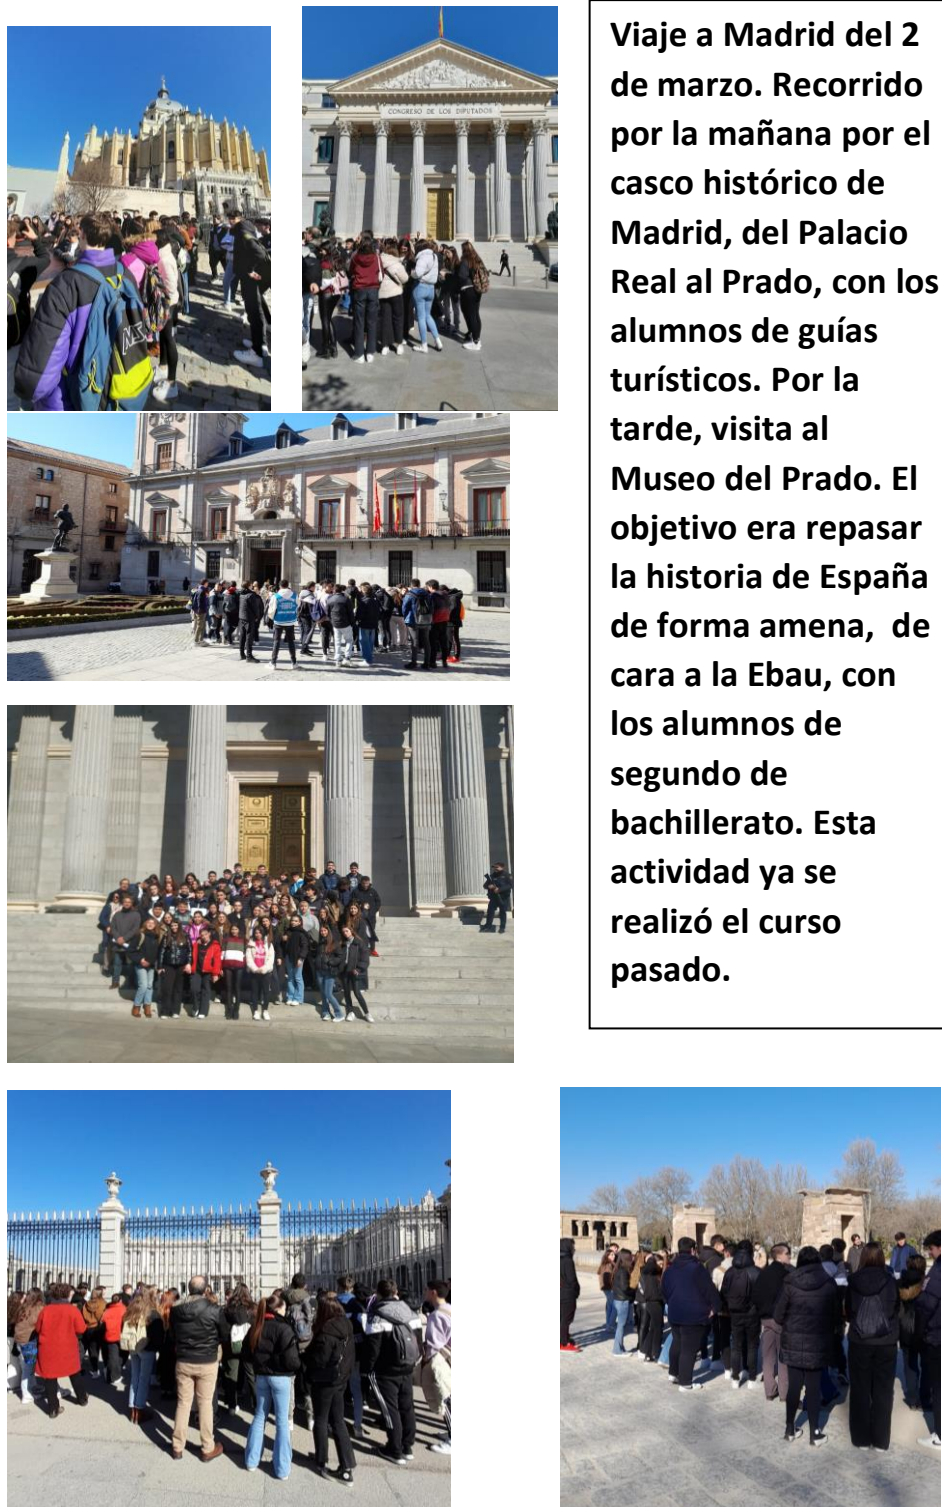 CONGRESO DE LOS DIPUTADOS
Viaje a Madrid del 2
de marzo. Recorrido
por la mañana por el
casco histórico de
Madrid, del Palacio
Real al Prado, con los
alumnos de guías
turísticos. Por la
tarde, visita al
Museo del Prado. El
objetivo era repasar
la historia de España
de forma amena,  de
cara a la Ebau, con
los alumnos de
segundo de
bachillerato. Esta
actividad ya se
realizó el curso
pasado.